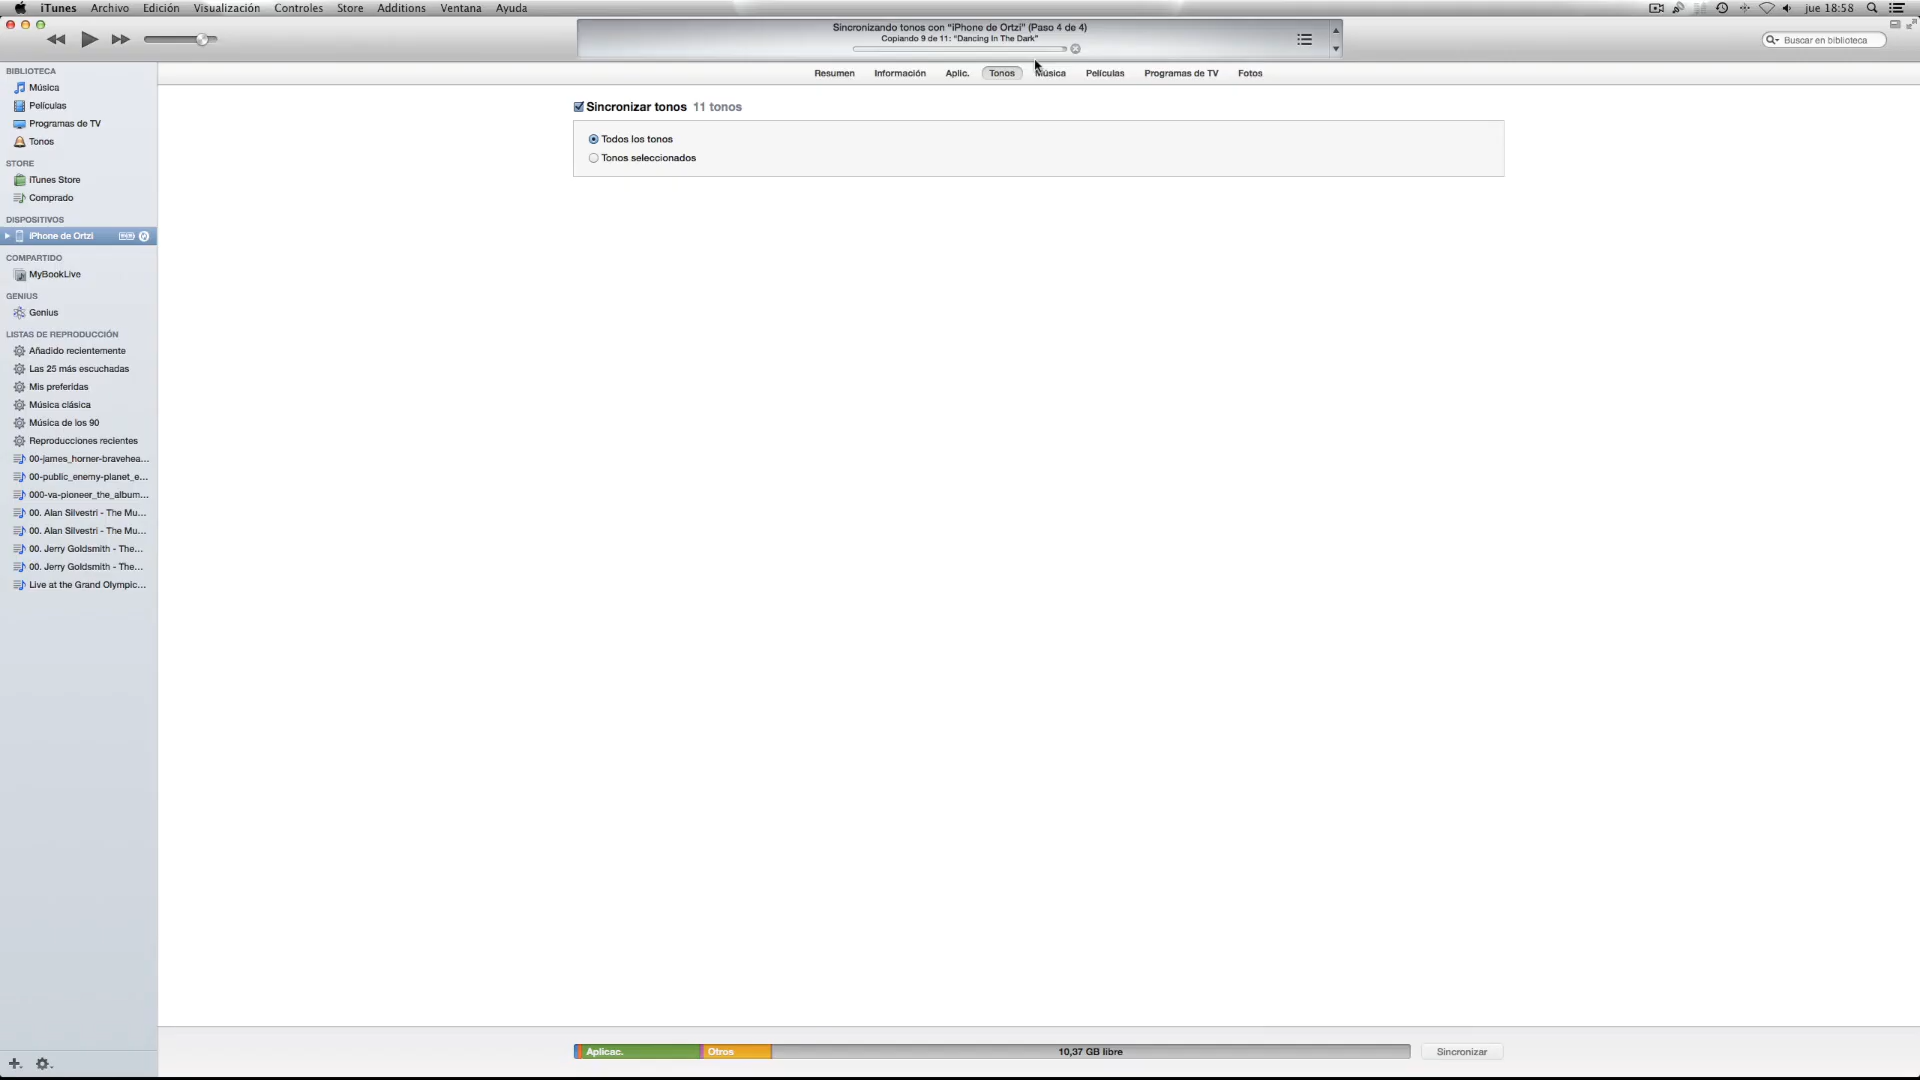 iTunes Archivo Edición Visualización Controles Store Additions Ventana Ayuda
jue 18:58
Sincronizando tonos con "iPhone de Ortzi" (Paso 4 de 4)
Copiando 9 de 11: "Dancing In The Dark"
Buscar en biblioteca
Resumen Información Aplic. Tonos Música Películas Programas de TV Fotos
BIBLIOTECA
Música
Películas
Programas de TV
Tonos
STORE
iTunes Store
Comprado
DISPOSITIVOS
iPhone de Ortzi
COMPARTIDO
MyBookLive
GENIUS
Genius
LISTAS DE REPRODUCCIÓN
Añadido recientemente
Las 25 más escuchadas
Mis preferidas
Música clásica
Música de los 90
Reproducciones recientes
00-james_horner-bravehea...
00-public_enemy-planet_e...
000-va-pioneer_the_album...
00. Alan Silvestri - The Mu...
00. Alan Silvestri - The Mu...
00. Jerry Goldsmith - The...
00. Jerry Goldsmith - The...
Live at the Grand Olympic...
Sincronizar tonos 11 tonos
Todos los tonos
Tonos seleccionados
Aplicac. Otros 10,37 GB libre Sincronizar